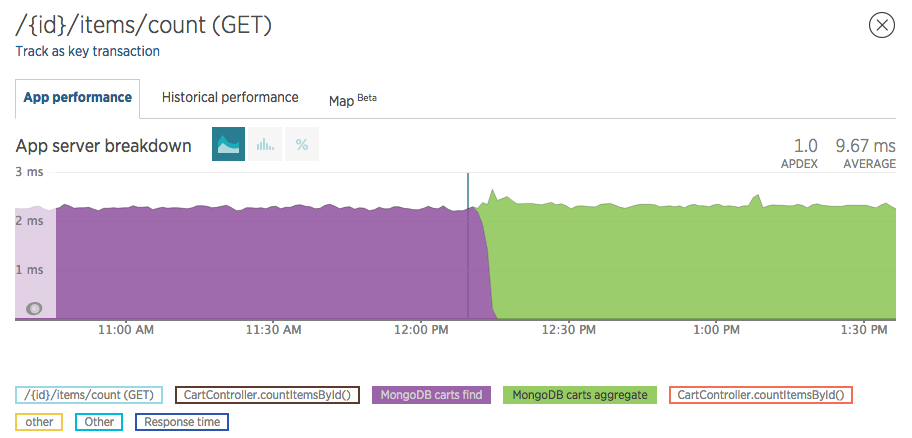 /{id}/items/count (GET)
Track as key transaction
App performance Historical performance Map Beta
App server breakdown % 1.0 9.67 ms
APDEX AVERAGE
3 ms
2 ms
1 ms
11:00 AM 11:30 AM 12:00 PM 12:30 PM 1:00 PM 1:30 PM
/{id}/items/count (GET) CartController.countItemsById() MongoDB carts find MongoDB carts aggregate CartController.countItemsById()
other Other Response time